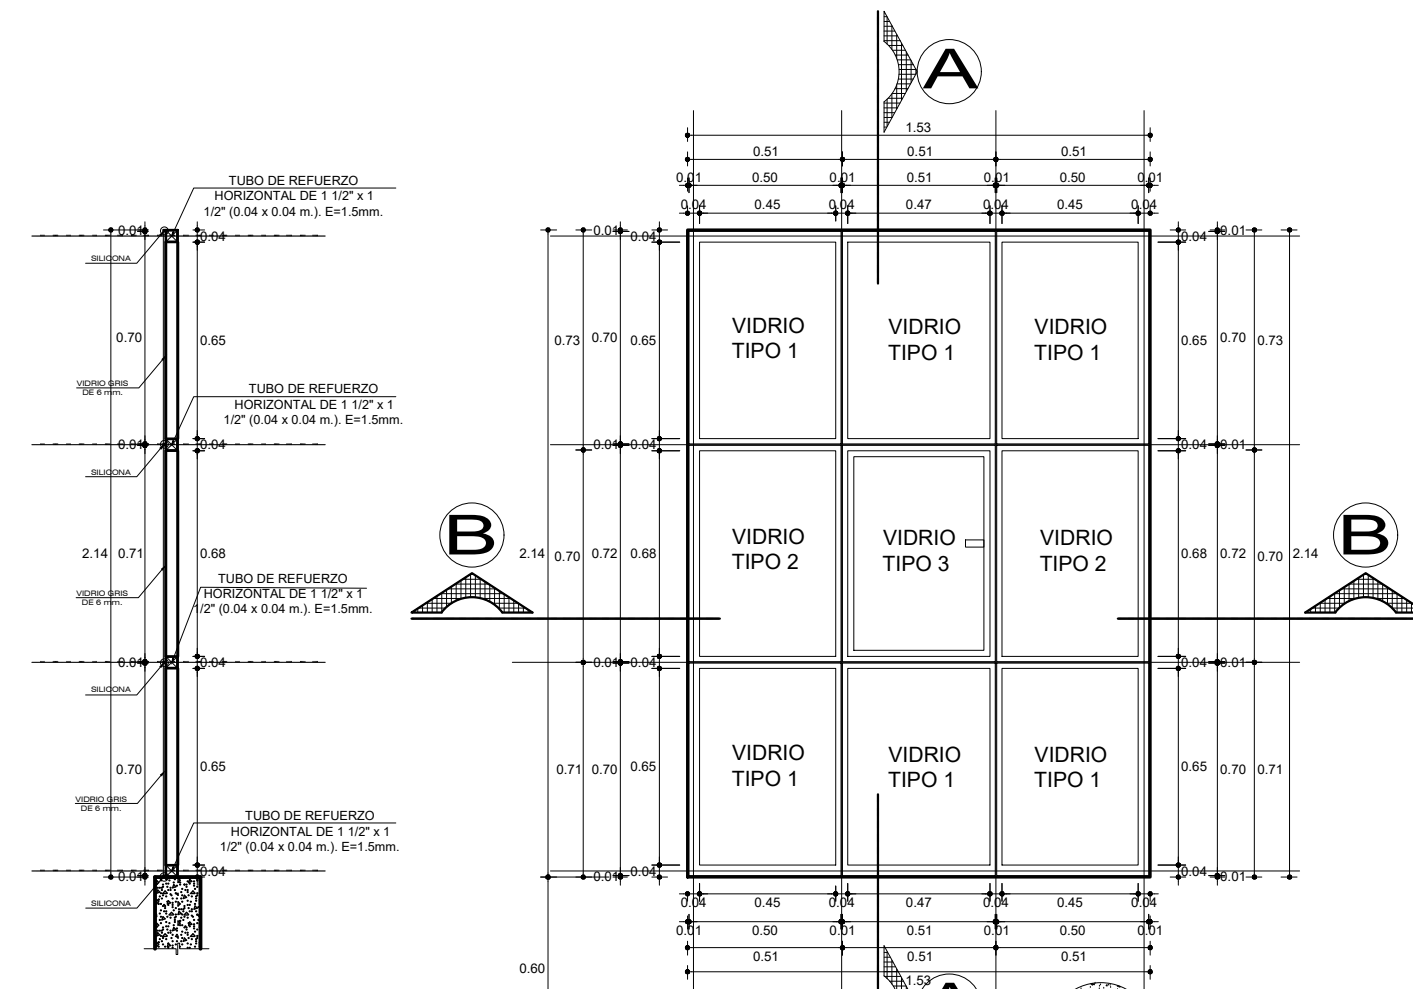 A
1.53
0.51 0.51 0.51
0.01 0.50 0.01 0.51 0.01 0.50 0.01
0.04 0.45 0.04 0.47 0.04 0.45 0.04
TUBO DE REFUERZO
HORIZONTAL DE 1 1/2" x 1
1/2" (0.04 x 0.04 m.). E=1.5mm.
0.04 0.04
SILICONA
0.70 0.65
VIDRIO GRIS
DE 6 mm.
TUBO DE REFUERZO
HORIZONTAL DE 1 1/2" x 1
1/2" (0.04 x 0.04 m.). E=1.5mm.
0.04 0.04
SILICONA
2.14 0.71 0.68
VIDRIO GRIS
DE 6 mm.
TUBO DE REFUERZO
HORIZONTAL DE 1 1/2" x 1
1/2" (0.04 x 0.04 m.). E=1.5mm.
0.04 0.04
SILICONA
0.70 0.65
VIDRIO GRIS
DE 6 mm.
TUBO DE REFUERZO
HORIZONTAL DE 1 1/2" x 1
1/2" (0.04 x 0.04 m.). E=1.5mm.
0.04 0.04
SILICONA
0.04 0.04 0.04 0.01
VIDRIO VIDRIO VIDRIO
TIPO 1 TIPO 1 TIPO 1
0.73 0.70 0.65 0.65 0.70 0.73
0.04 0.04 0.04 0.01
B B
VIDRIO VIDRIO VIDRIO
TIPO 2 TIPO 3 TIPO 2
2.14 0.70 0.72 0.68 0.68 0.72 0.70 2.14
0.04 0.04 0.04 0.01
VIDRIO VIDRIO VIDRIO
TIPO 1 TIPO 1 TIPO 1
0.71 0.70 0.65 0.65 0.70 0.71
0.04 0.04 0.04 0.01
0.04 0.45 0.04 0.47 0.04 0.45 0.04
0.01 0.50 0.01 0.51 0.01 0.50 0.01
0.51 0.51 0.51
0.60
1.53
A